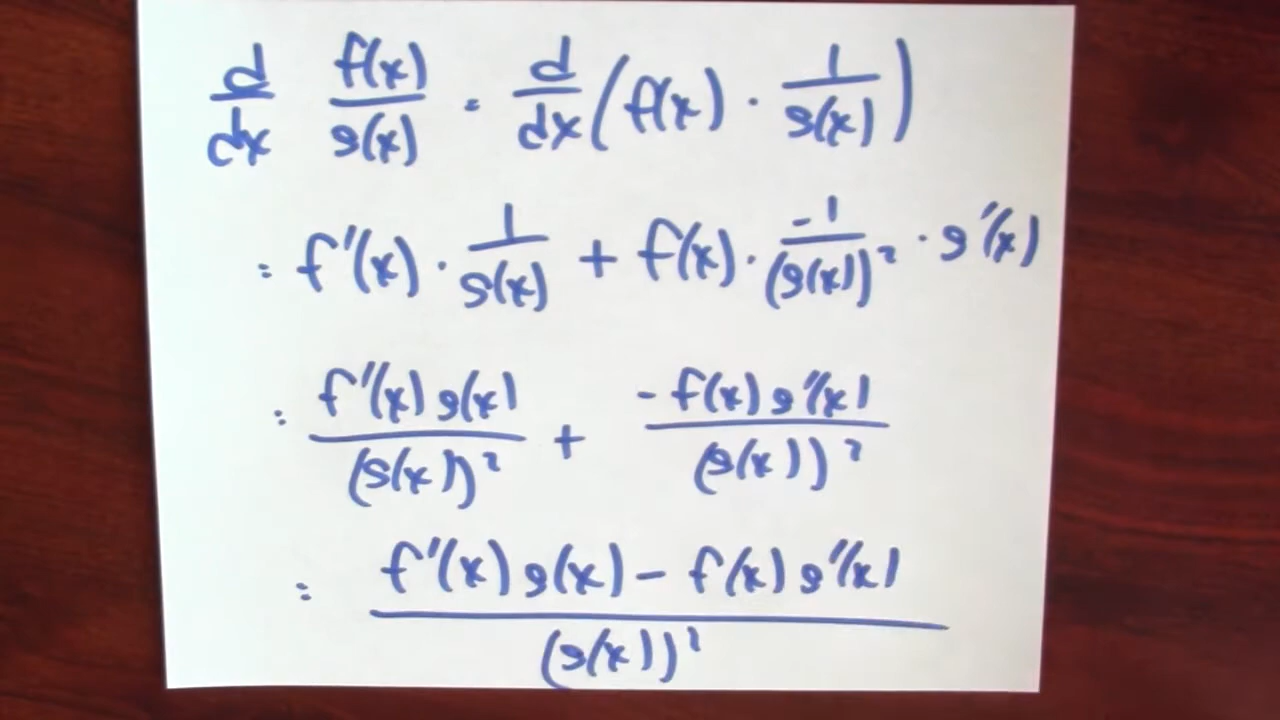 d/dx f(x)/g(x) = d/dx (f(x) · 1/g(x))
= f'(x) · 1/g(x) + f(x) · -1/(g(x))² · g'(x)
= f'(x) g(x)/(g(x))² + -f(x) g'(x)/(g(x))²
= f'(x) g(x) - f(x) g'(x)/(g(x))²